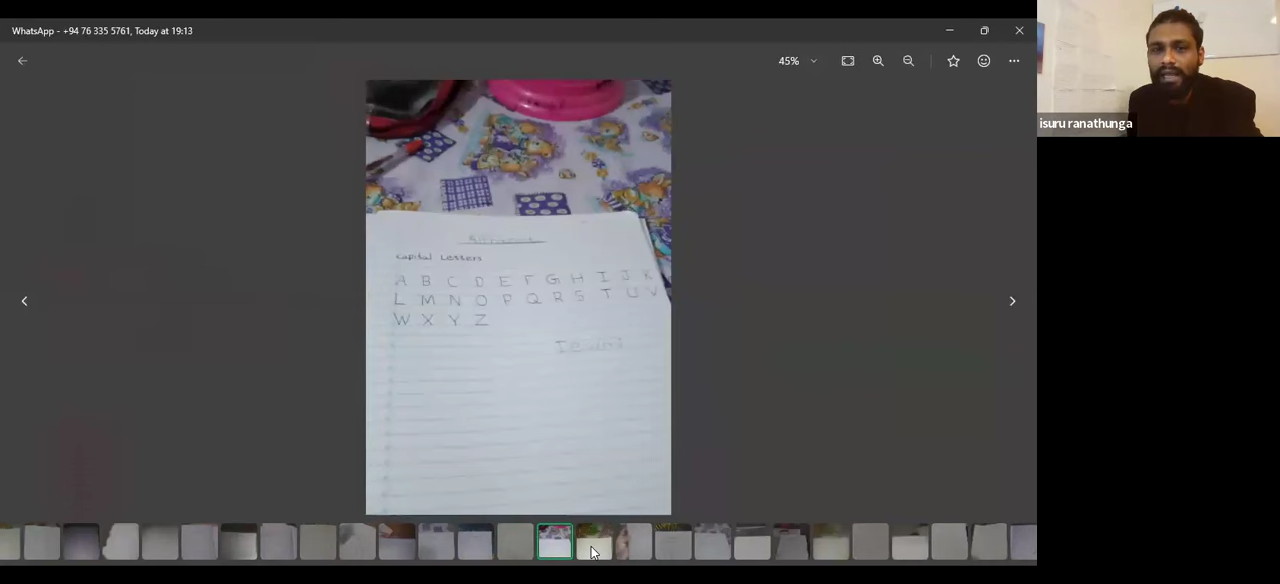 WhatsApp - +94 76 335 5761, Today at 19:13
45%
isuru ranathunga
Capital Letters
A B C D E F G H I J K
L M N O P Q R S T U V
W X Y Z